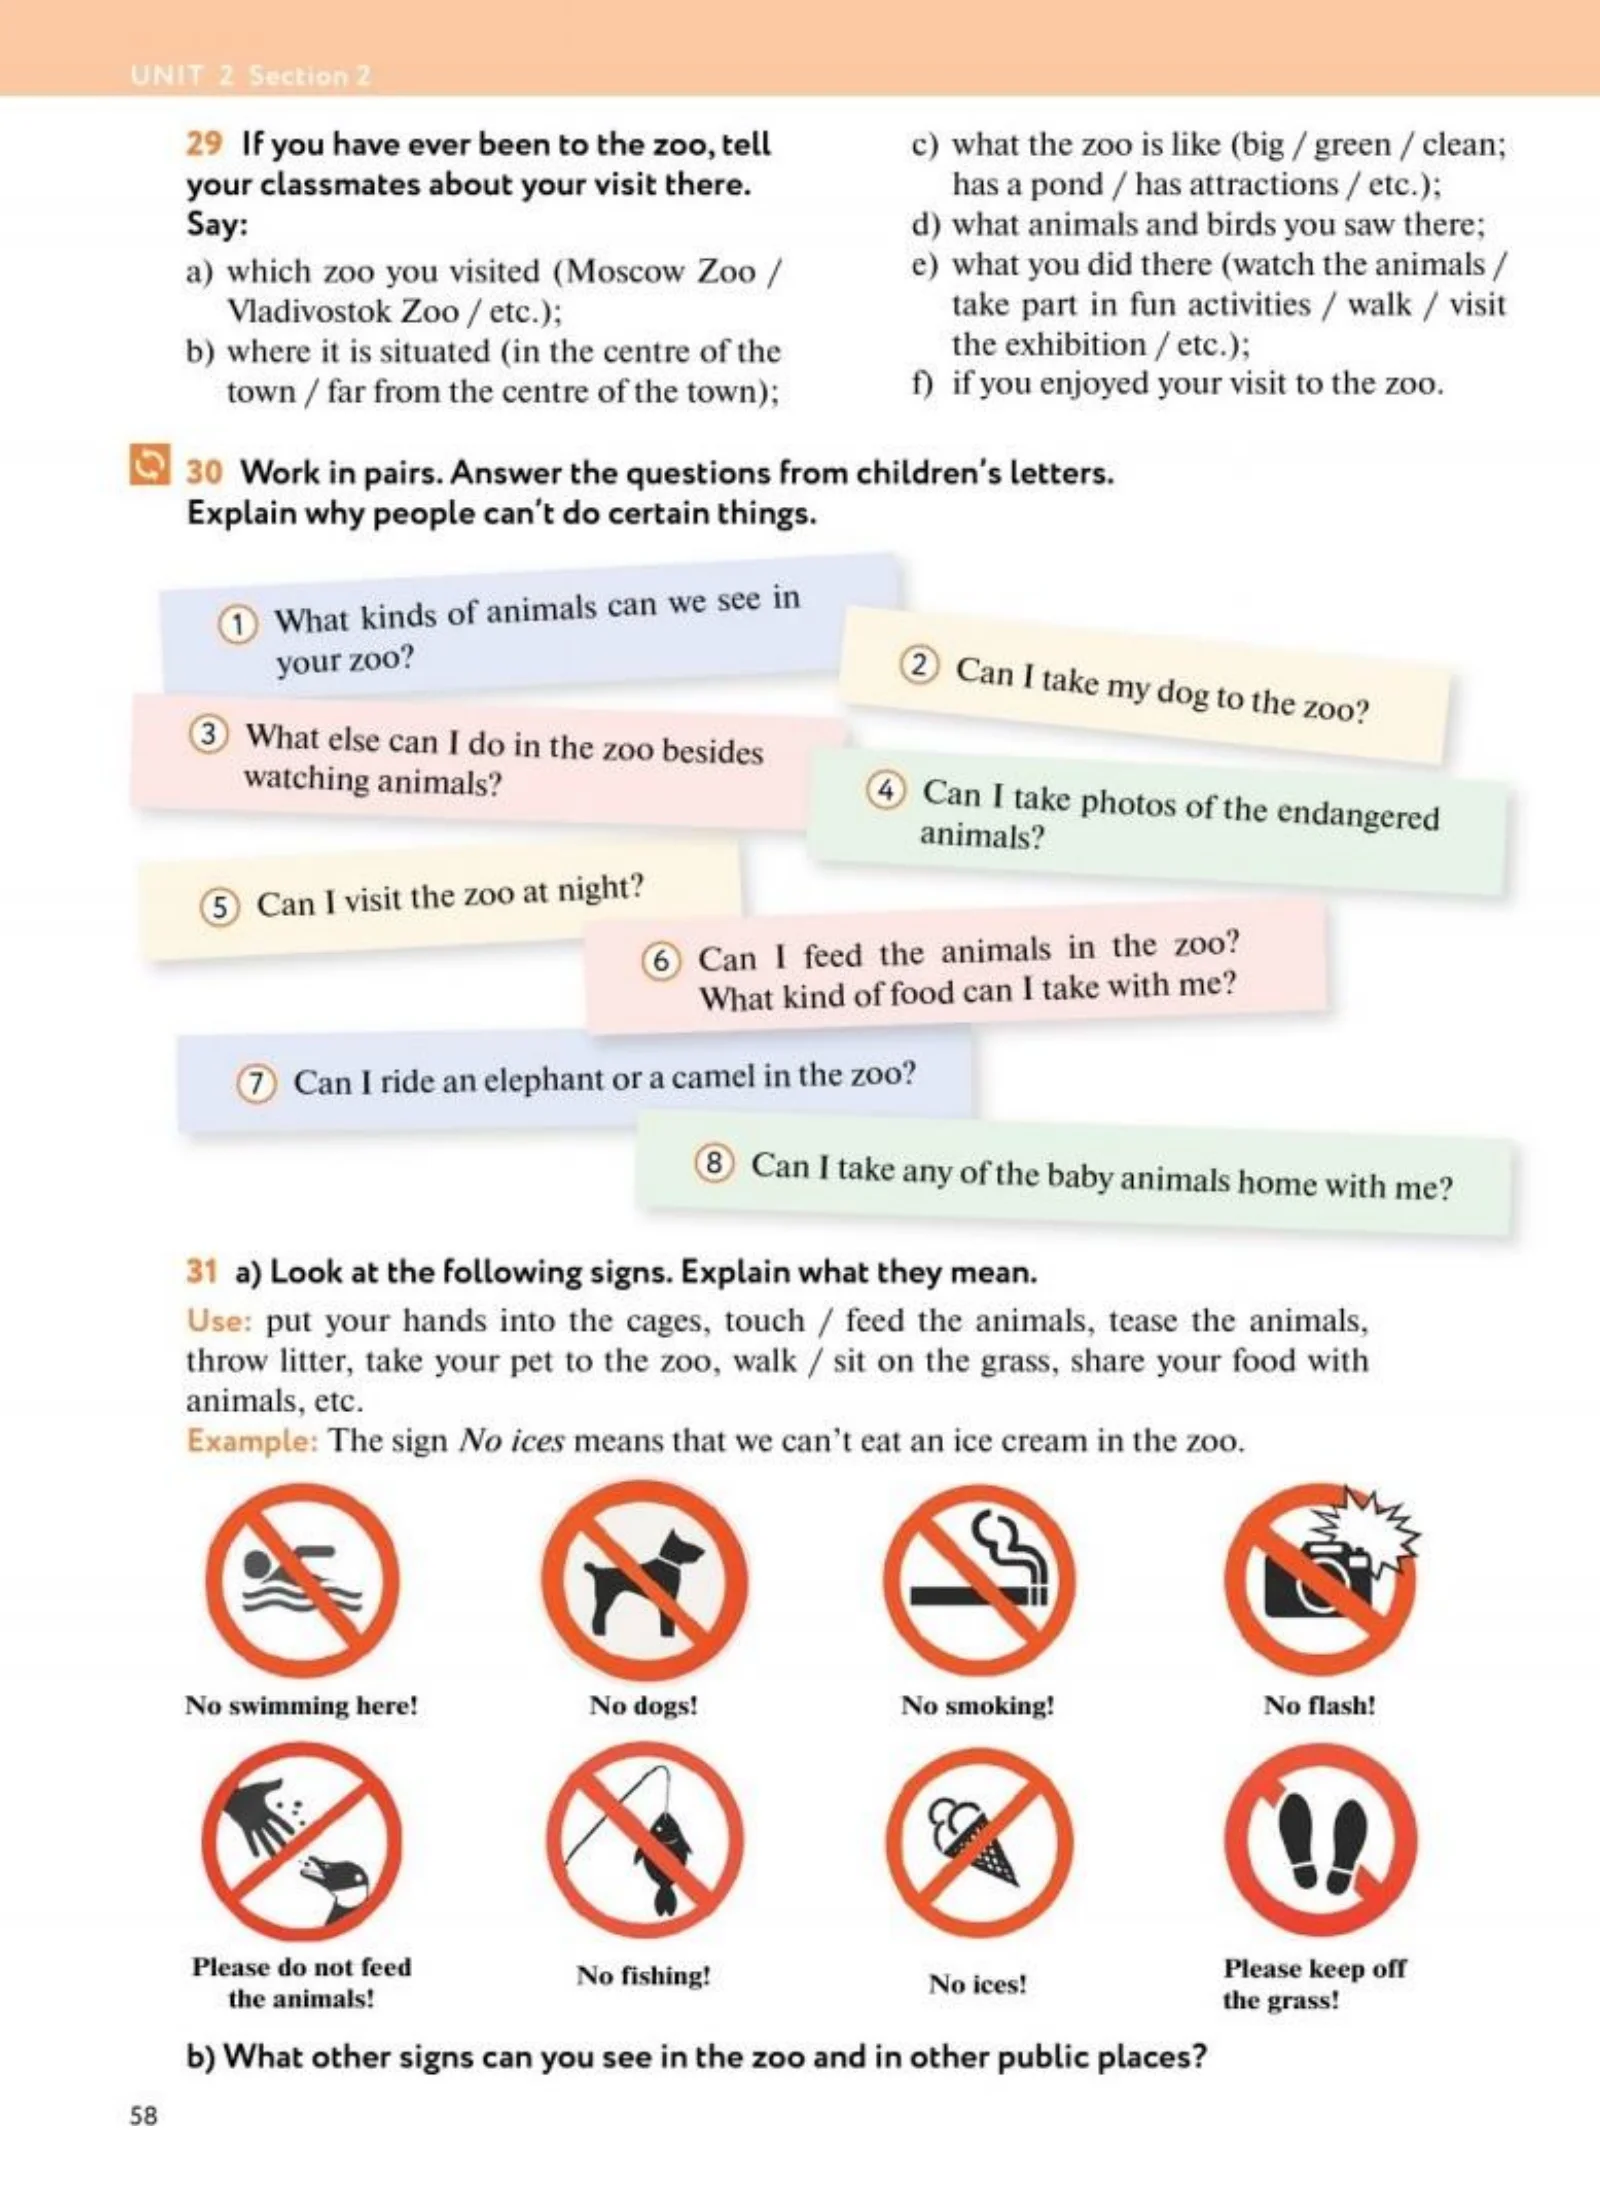 UNIT 2 Section 2
29 If you have ever been to the zoo, tell
your classmates about your visit there.
Say:
a) which zoo you visited (Moscow Zoo /
Vladivostok Zoo / etc.);
b) where it is situated (in the centre of the
town / far from the centre of the town);
c) what the zoo is like (big / green / clean;
has a pond / has attractions / etc.);
d) what animals and birds you saw there;
e) what you did there (watch the animals /
take part in fun activities / walk / visit
the exhibition / etc.);
f) if you enjoyed your visit to the zoo.
30 Work in pairs. Answer the questions from children's letters.
Explain why people can't do certain things.
1 What kinds of animals can we see in
your zoo?
2 Can I take my dog to the zoo?
3 What else can I do in the zoo besides
watching animals?
4 Can I take photos of the endangered
animals?
5 Can I visit the zoo at night?
6 Can I feed the animals in the zoo?
What kind of food can I take with me?
7 Can I ride an elephant or a camel in the zoo?
8 Can I take any of the baby animals home with me?
31 a) Look at the following signs. Explain what they mean.
Use: put your hands into the cages, touch / feed the animals, tease the animals,
throw litter, take your pet to the zoo, walk / sit on the grass, share your food with
animals, etc.
Example: The sign No ices means that we can't eat an ice cream in the zoo.
No swimming here!
No dogs!
No smoking!
No flash!
Please do not feed
the animals!
No fishing!
No ices!
Please keep off
the grass!
b) What other signs can you see in the zoo and in other public places?
58